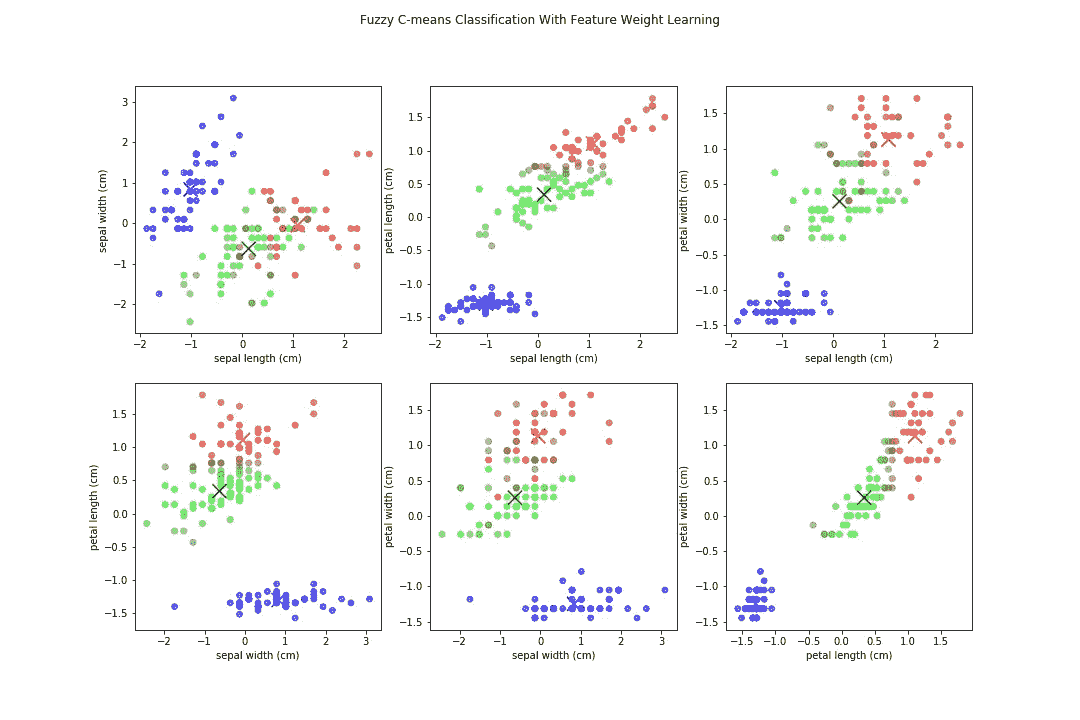 Fuzzy C-means Classification With Feature Weight Learning
sepal width (cm)
3
2
1
0
−1
−2
−2 −1 0 1 2
sepal length (cm)
petal length (cm)
1.5
1.0
0.5
0.0
−0.5
−1.0
−1.5
−2 −1 0 1 2
sepal length (cm)
petal width (cm)
1.5
1.0
0.5
0.0
−0.5
−1.0
−1.5
−2 −1 0 1 2
sepal length (cm)
petal length (cm)
1.5
1.0
0.5
0.0
−0.5
−1.0
−1.5
−2 −1 0 1 2 3
sepal width (cm)
petal width (cm)
1.5
1.0
0.5
0.0
−0.5
−1.0
−1.5
−2 −1 0 1 2 3
sepal width (cm)
petal width (cm)
1.5
1.0
0.5
0.0
−0.5
−1.0
−1.5
−1.5 −1.0 −0.5 0.0 0.5 1.0 1.5
petal length (cm)